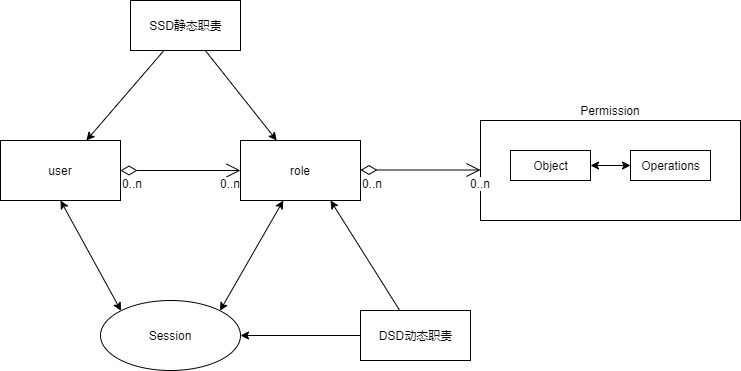 SSD静态职责
Permission
user
role
Object
Operations
0..n
0..n
0..n
0..n
Session
DSD动态职责